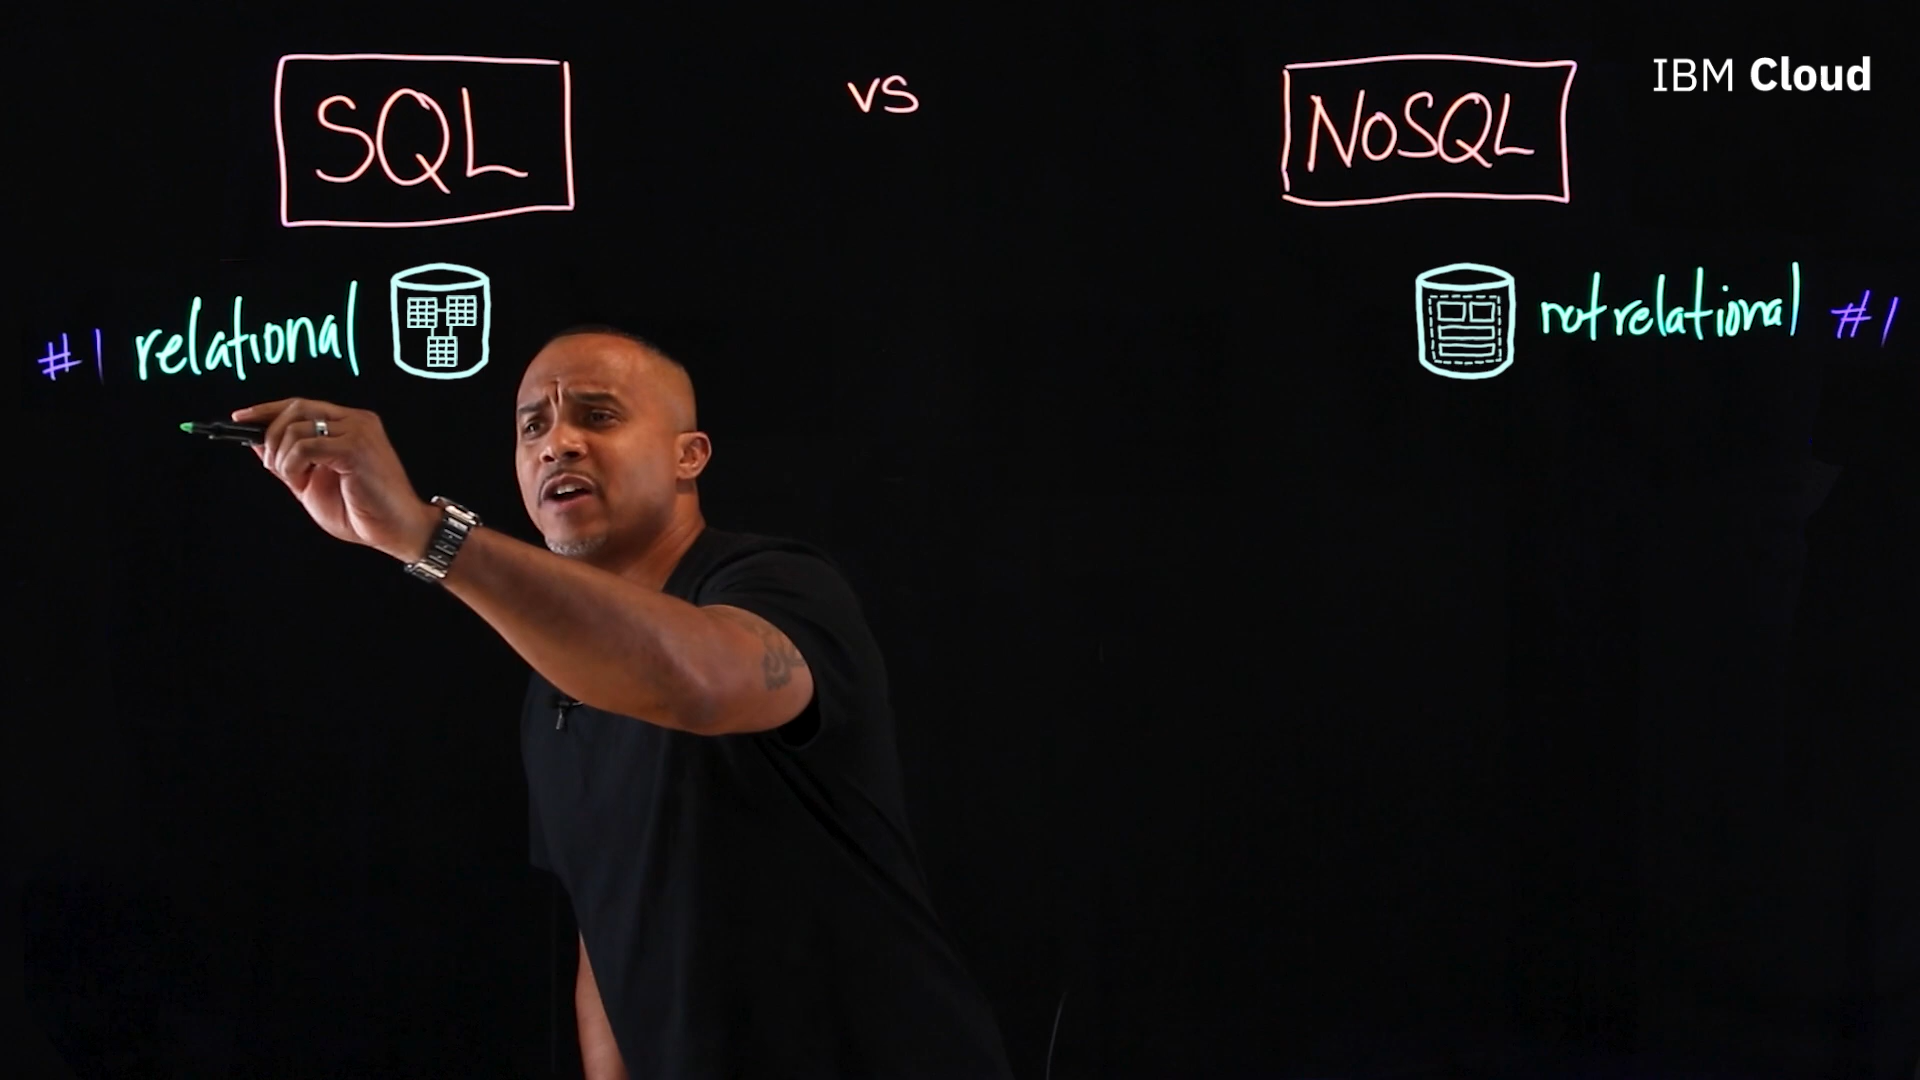 SQL
vs
NoSQL
IBM Cloud
#1 relational
not relational #1